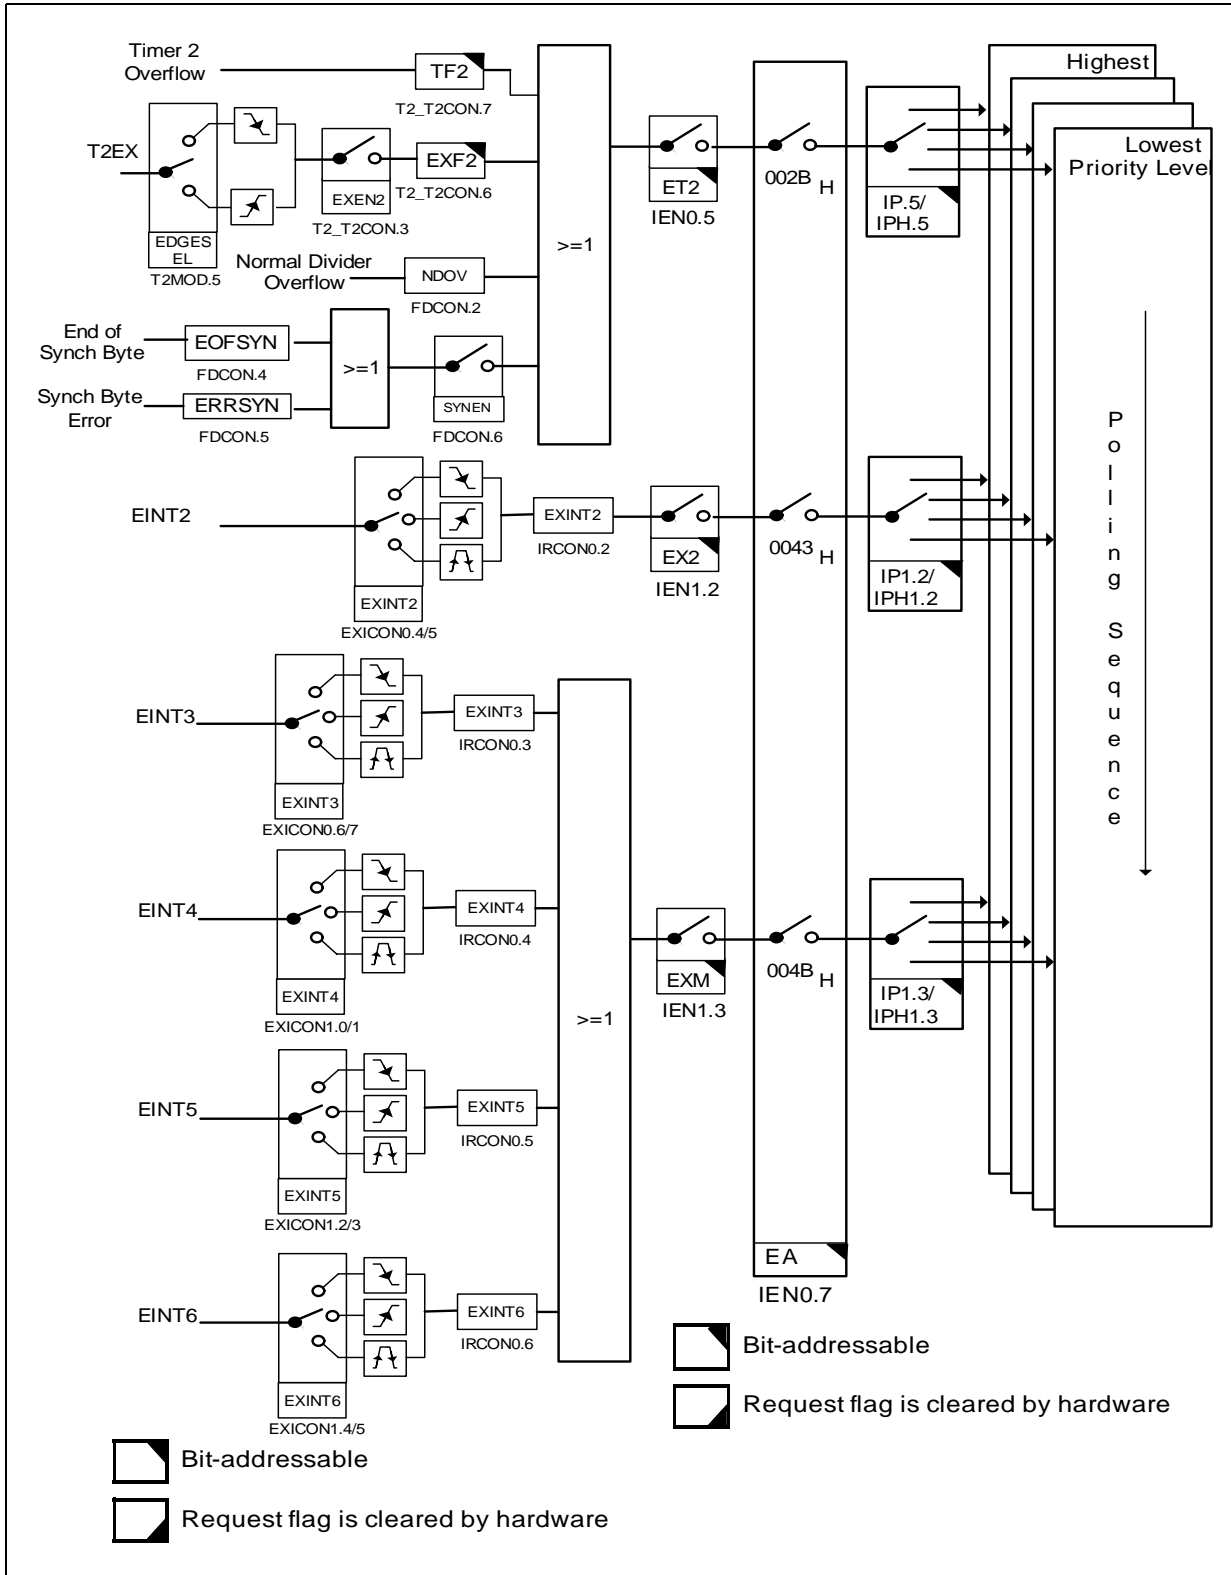 Timer 2
Overflow
TF2
T2_T2CON.7
T2EX
EDGES
EL
T2MOD.5
EXEN2
T2_T2CON.3
EXF2
T2_T2CON.6
Normal Divider
Overflow
NDOV
FDCON.2
End of
Synch Byte
EOFSYN
FDCON.4
Synch Byte
Error
ERRSYN
FDCON.5
>=1
SYNEN
FDCON.6
>=1
ET2
IEN0.5
002B H
IP.5/
IPH.5
Highest
Lowest
Priority Level
EINT2
EXINT2
EXICON0.4/5
EXINT2
IRCON0.2
EX2
IEN1.2
0043 H
IP1.2/
IPH1.2
Polling Sequence
EINT3
EXINT3
EXICON0.6/7
EXINT3
IRCON0.3
EINT4
EXINT4
EXICON1.0/1
EXINT4
IRCON0.4
>=1
EXM
IEN1.3
004B H
IP1.3/
IPH1.3
EINT5
EXINT5
EXICON1.2/3
EXINT5
IRCON0.5
EINT6
EXINT6
EXICON1.4/5
EXINT6
IRCON0.6
EA
IEN0.7
Bit-addressable
Request flag is cleared by hardware
Bit-addressable
Request flag is cleared by hardware